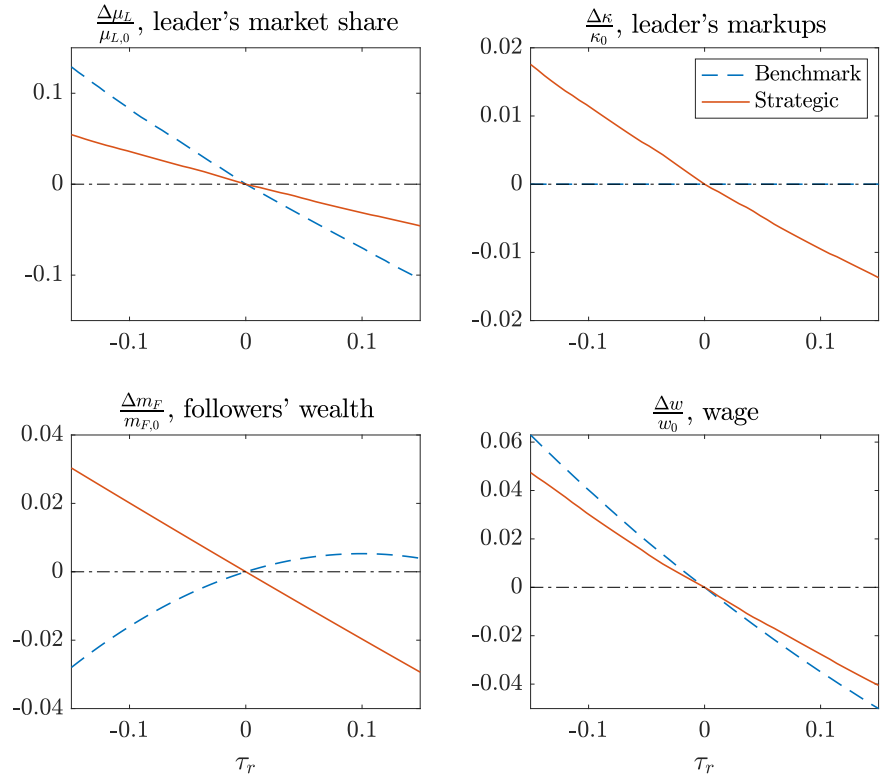 Δμ_L/μ_{L,0}, leader's market share
0.1
0
-0.1
-0.1 0 0.1
Δκ/κ_0, leader's markups
0.02
0.01
0
-0.01
-0.02
-0.1 0 0.1
Benchmark
Strategic
Δm_F/m_{F,0}, followers' wealth
0.04
0.02
0
-0.02
-0.04
-0.1 0 0.1
τ_r
Δw/w_0, wage
0.06
0.04
0.02
0
-0.02
-0.04
-0.1 0 0.1
τ_r